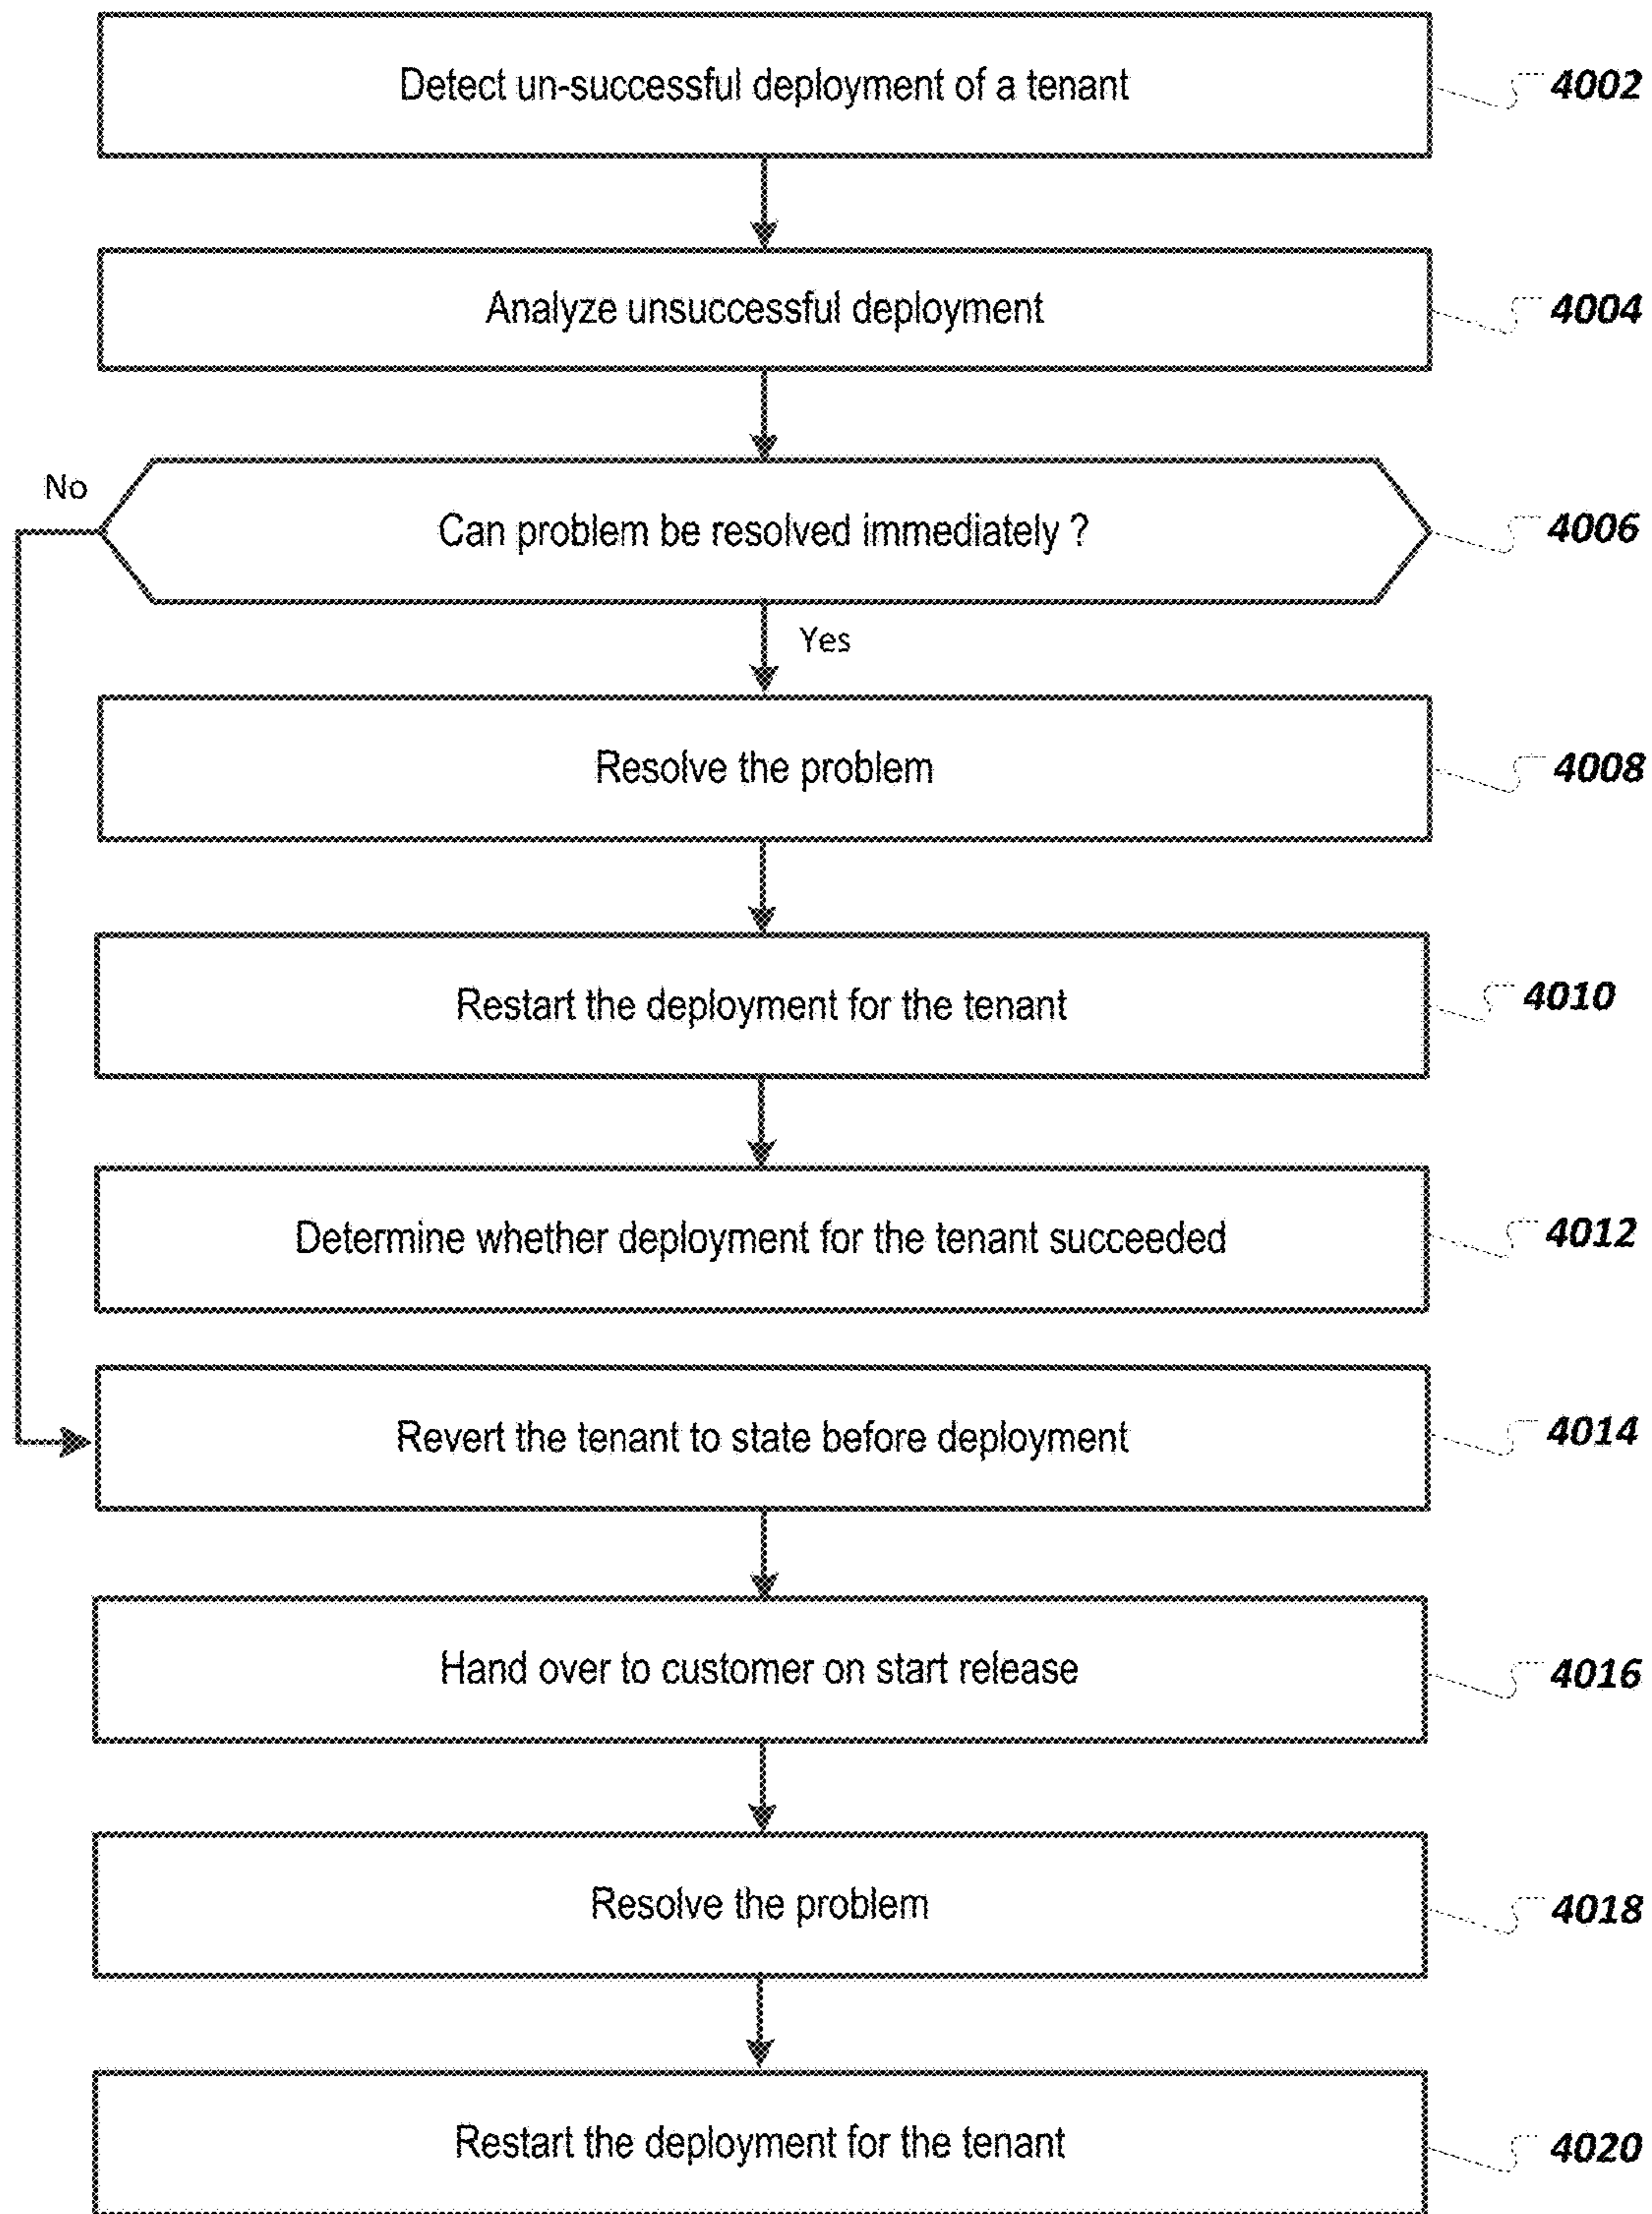 Detect un-successful deployment of a tenant
4002
Analyze unsuccessful deployment
4004
No
Can problem be resolved immediately ?
4006
Yes
Resolve the problem
4008
Restart the deployment for the tenant
4010
Determine whether deployment for the tenant succeeded
4012
Revert the tenant to state before deployment
4014
Hand over to customer on start release
4016
Resolve the problem
4018
Restart the deployment for the tenant
4020